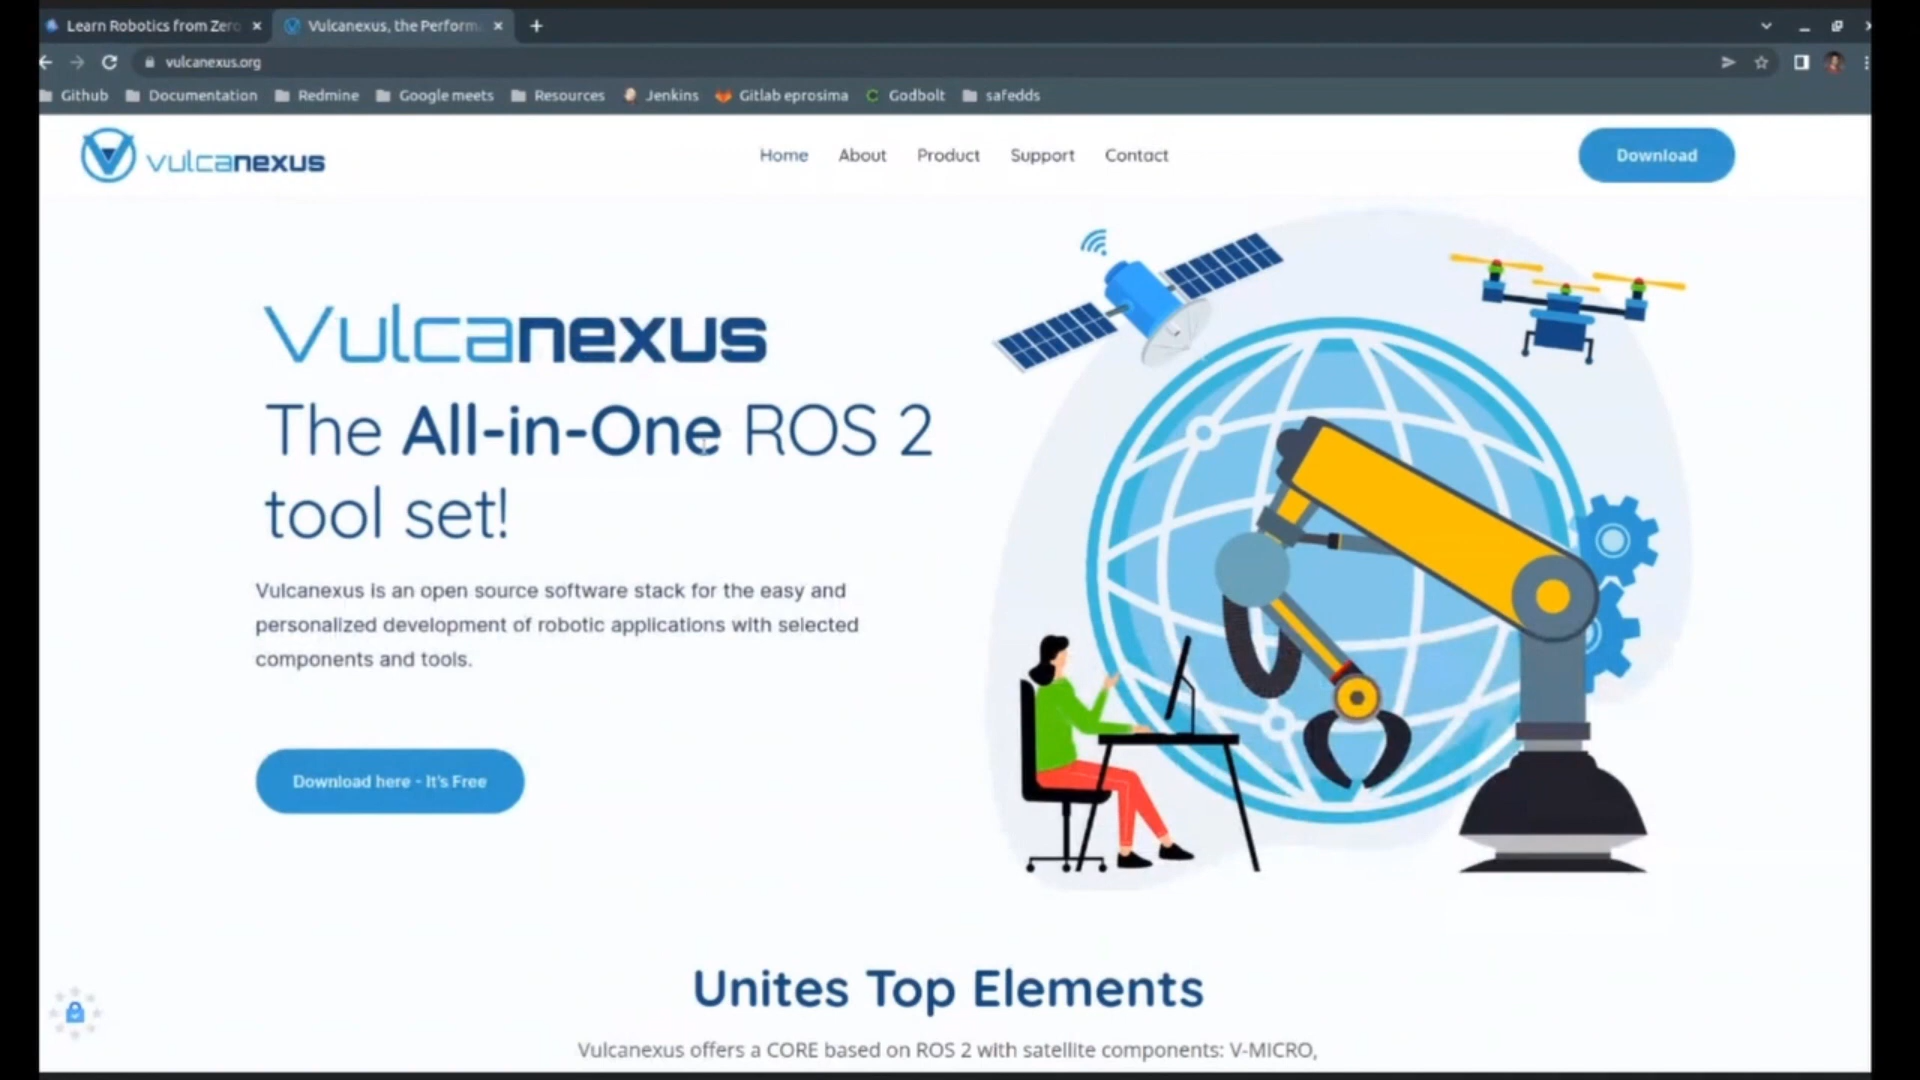 Learn Robotics from Zero
Vulcanexus, the Perform
vulcanexus.org
Github Documentation Redmine Google meets Resources Jenkins Gitlab eprosima Godbolt safedds
vulcanexus
Home About Product Support Contact
Download
Vulcanexus
The All-in-One ROS 2
tool set!
Vulcanexus is an open source software stack for the easy and
personalized development of robotic applications with selected
components and tools.
Download here - It's Free
Unites Top Elements
Vulcanexus offers a CORE based on ROS 2 with satellite components: V-MICRO,